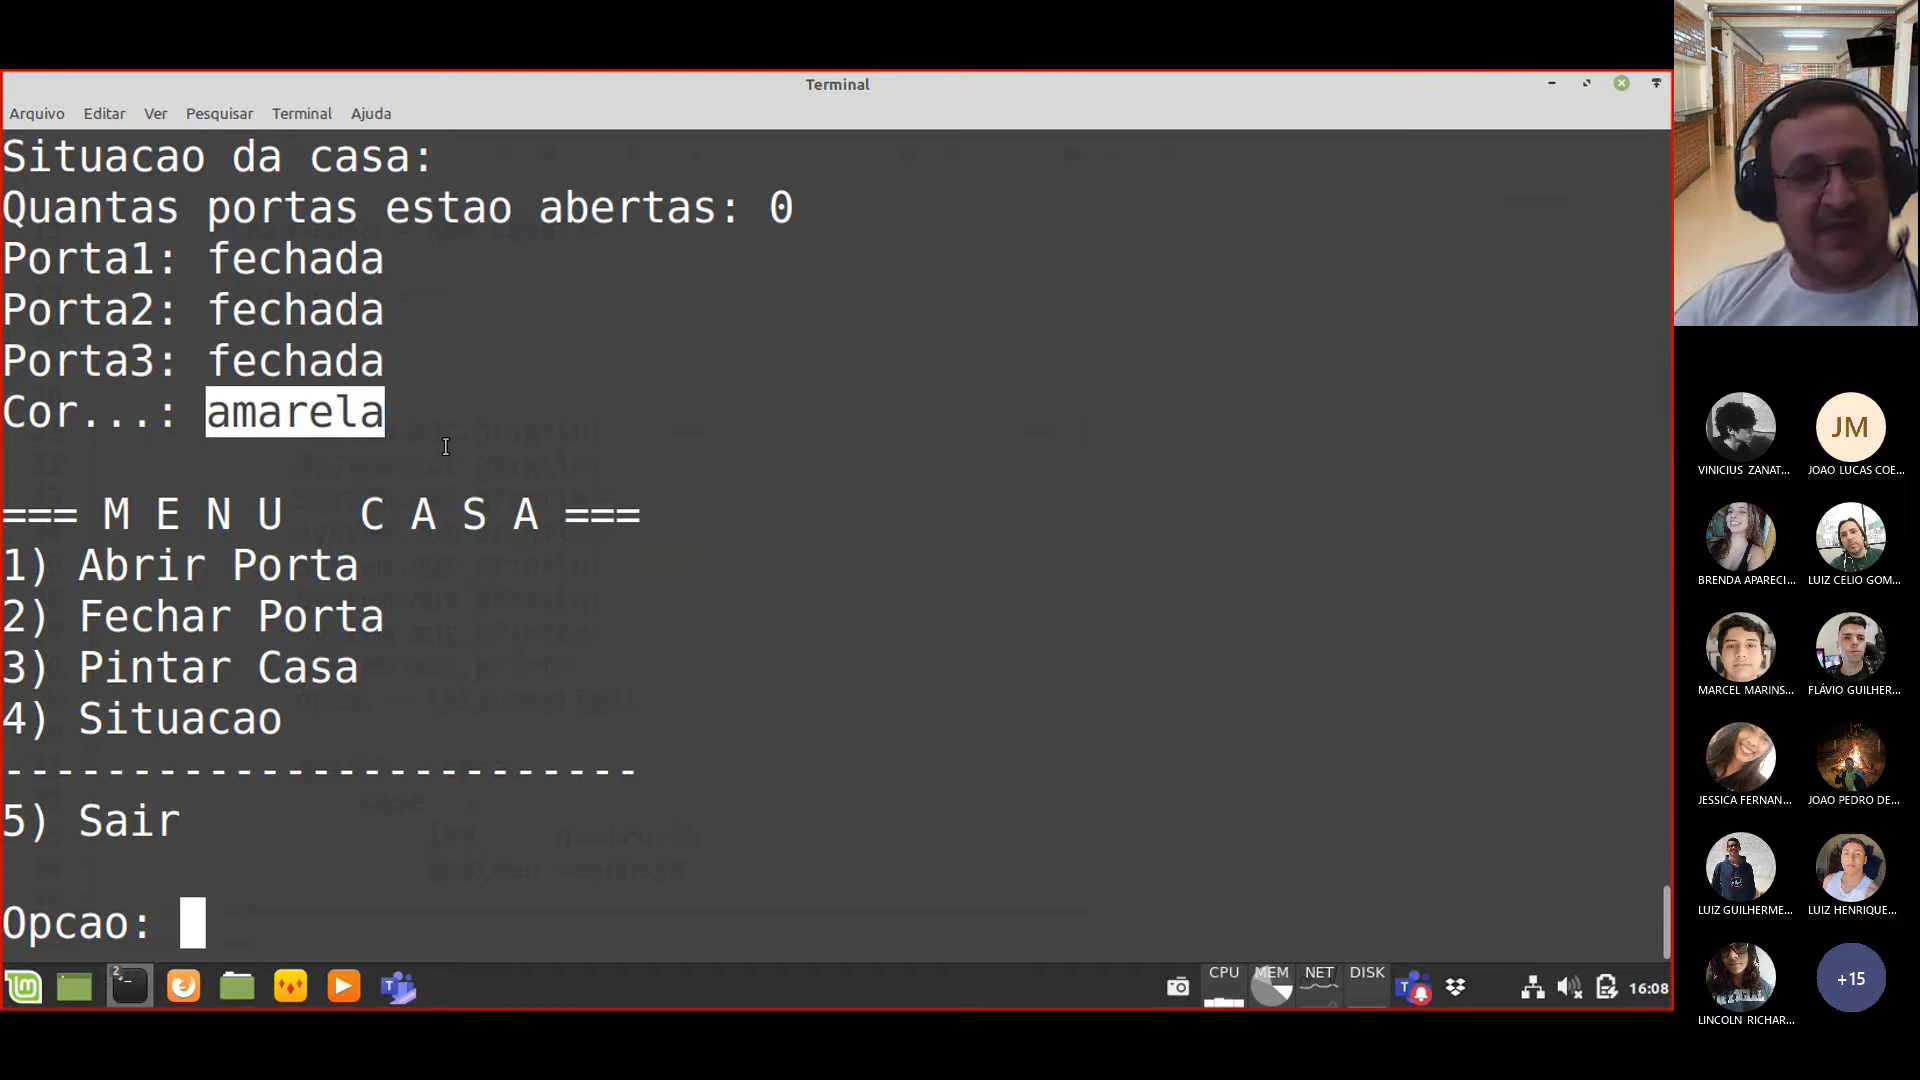 Terminal
Arquivo Editar Ver Pesquisar Terminal Ajuda
Situacao da casa:
Quantas portas estao abertas: 0
Porta1: fechada
Porta2: fechada
Porta3: fechada
Cor...: amarela
=== M E N U   C A S A ===
1) Abrir Porta
2) Fechar Porta
3) Pintar Casa
4) Situacao
-------------------------
5) Sair
Opcao:
2
CPU MEM NET DISK
16:08
VINICIUS ZANAT... JOAO LUCAS COE...
JM
BRENDA APARECI... LUIZ CELIO GOM...
MARCEL MARINS... FLÁVIO GUILHER...
JESSICA FERNAN... JOAO PEDRO DE...
LUIZ GUILHERME... LUIZ HENRIQUE...
LINCOLN RICHAR...
+15